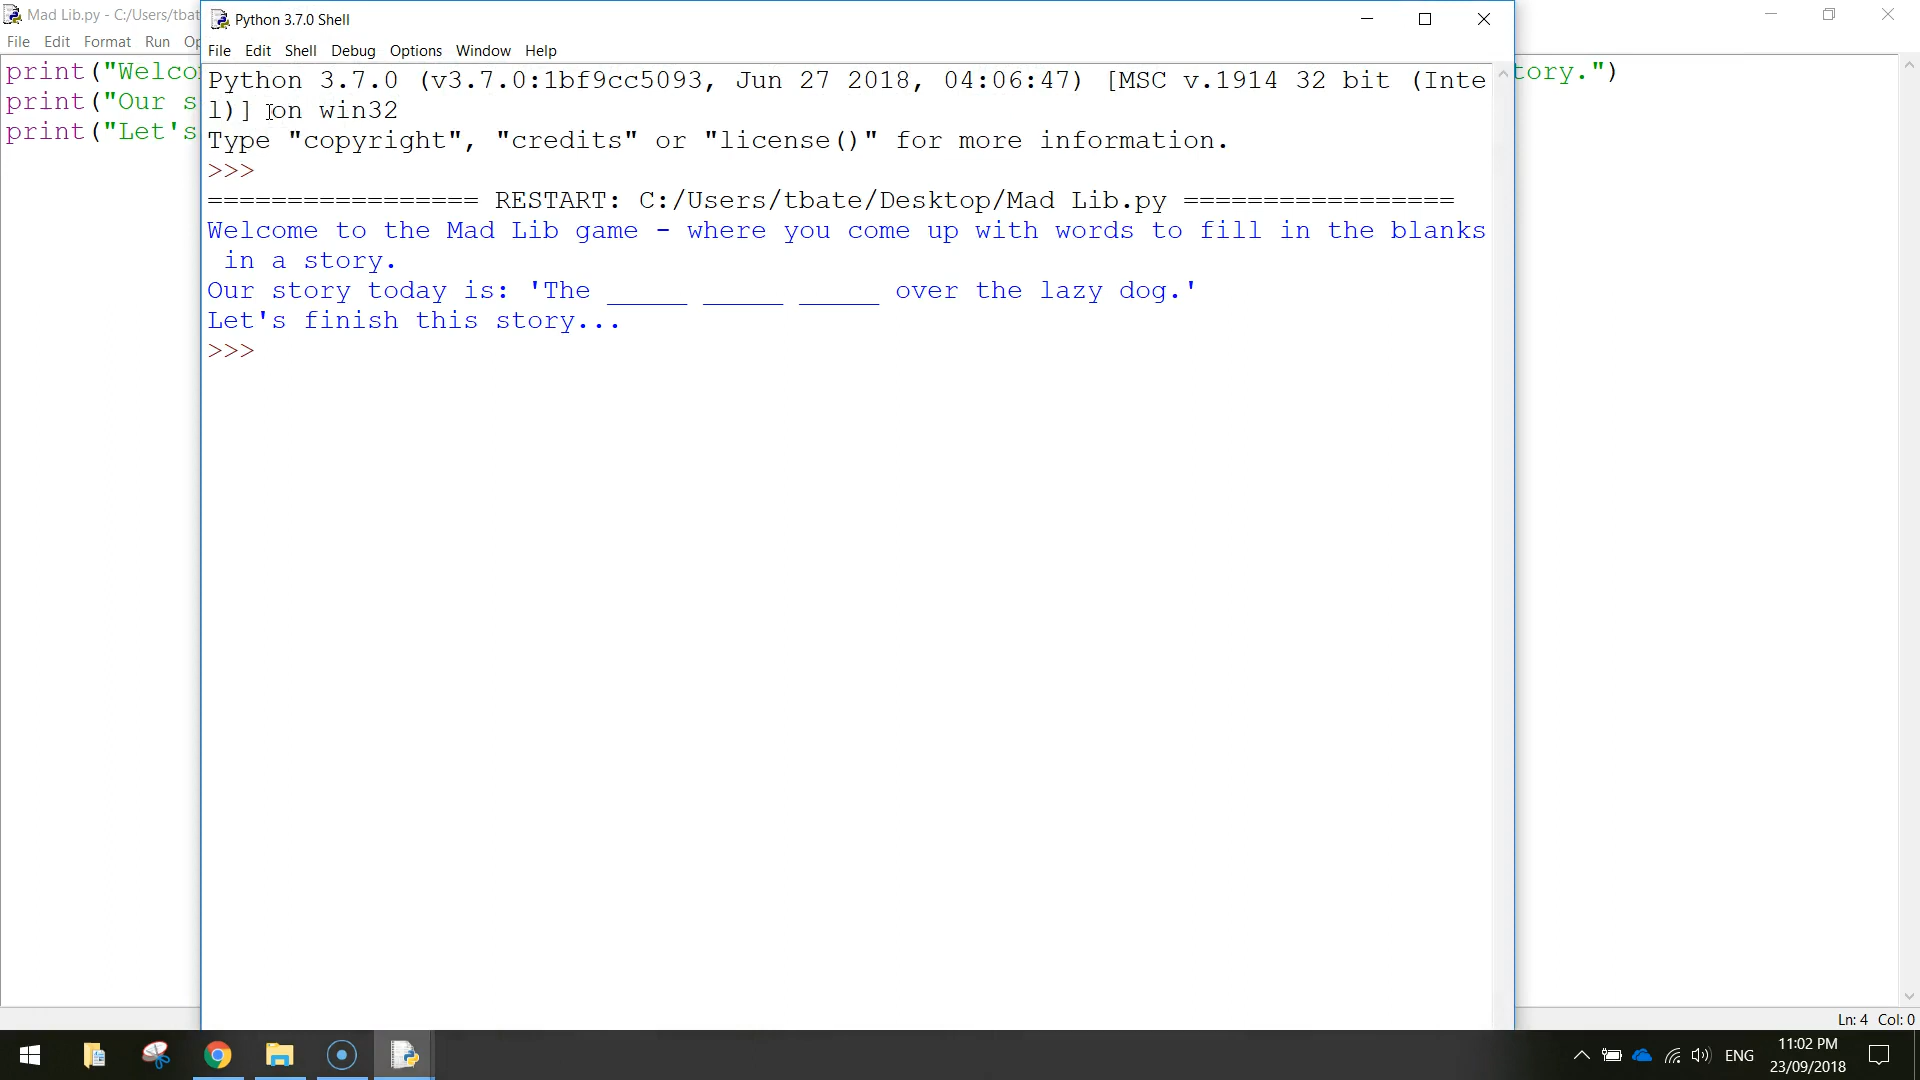 Mad Lib.py - C:/Users/tbat
File Edit Format Run Op
print("Welco
print("Our s
print("Let's
tory.")
Python 3.7.0 Shell
File Edit Shell Debug Options Window Help
Python 3.7.0 (v3.7.0:1bf9cc5093, Jun 27 2018, 04:06:47) [MSC v.1914 32 bit (Inte
l)] on win32
Type "copyright", "credits" or "license()" for more information.
>>>
================= RESTART: C:/Users/tbate/Desktop/Mad Lib.py =================
Welcome to the Mad Lib game - where you come up with words to fill in the blanks
in a story.
Our story today is: 'The _____ _____ _____ over the lazy dog.'
Let's finish this story...
>>>
Ln: 4 Col: 0
ENG
11:02 PM
23/09/2018